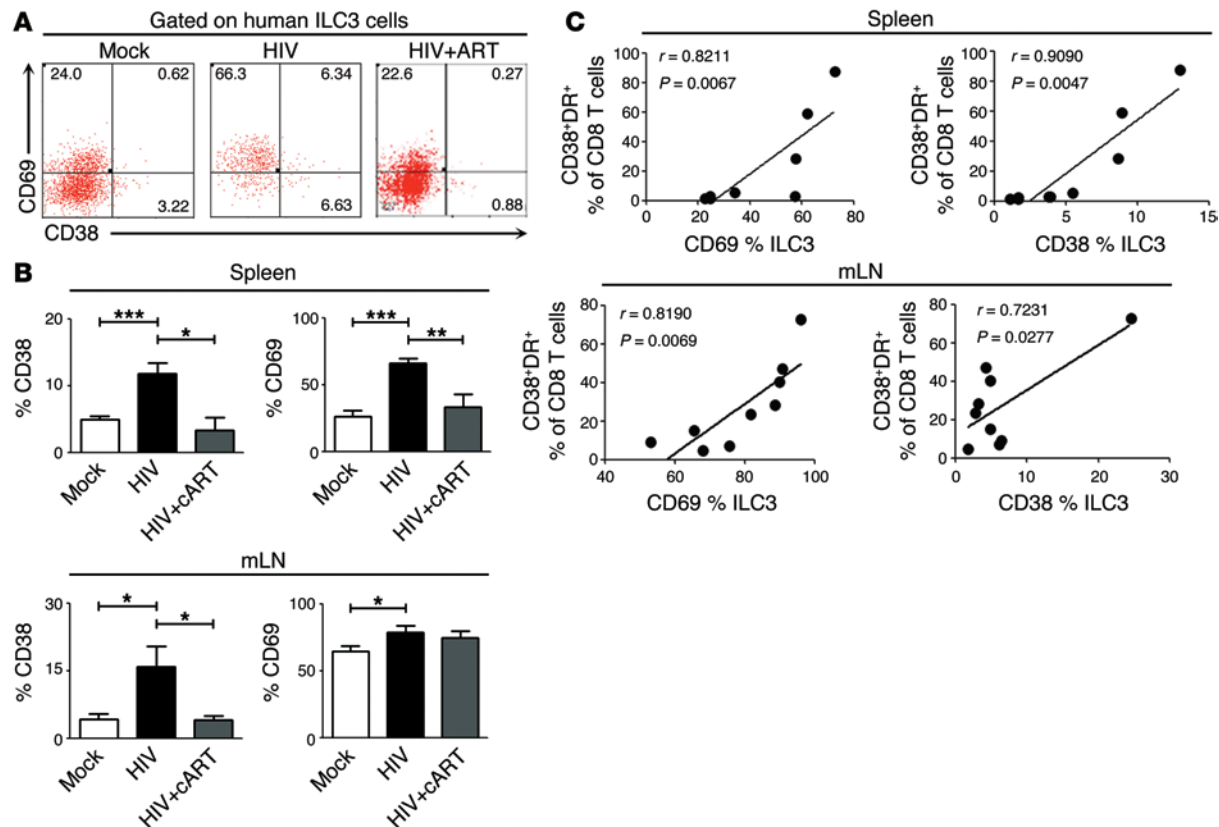 A
Gated on human ILC3 cells
Mock HIV HIV+ART
24.0 0.62 66.3 6.34 22.6 0.27
3.22 6.63 0.88
CD69
CD38
B
Spleen
% CD38
20
10
0
*** *
Mock HIV HIV+cART
% CD69
100
50
0
*** **
Mock HIV HIV+cART
mLN
% CD38
30
15
0
* *
Mock HIV HIV+cART
% CD69
100
50
0
*
Mock HIV HIV+cART
C
Spleen
CD38+DR+
% of CD8 T cells
100
80
60
40
20
0
r = 0.8211
P = 0.0067
0 20 40 60 80
CD69 % ILC3
CD38+DR+
% of CD8 T cells
100
80
60
40
20
0
r = 0.9090
P = 0.0047
0 5 10 15
CD38 % ILC3
mLN
CD38+DR+
% of CD8 T cells
80
60
40
20
0
r = 0.8190
P = 0.0069
40 60 80 100
CD69 % ILC3
CD38+DR+
% of CD8 T cells
80
60
40
20
0
r = 0.7231
P = 0.0277
0 10 20 30
CD38 % ILC3